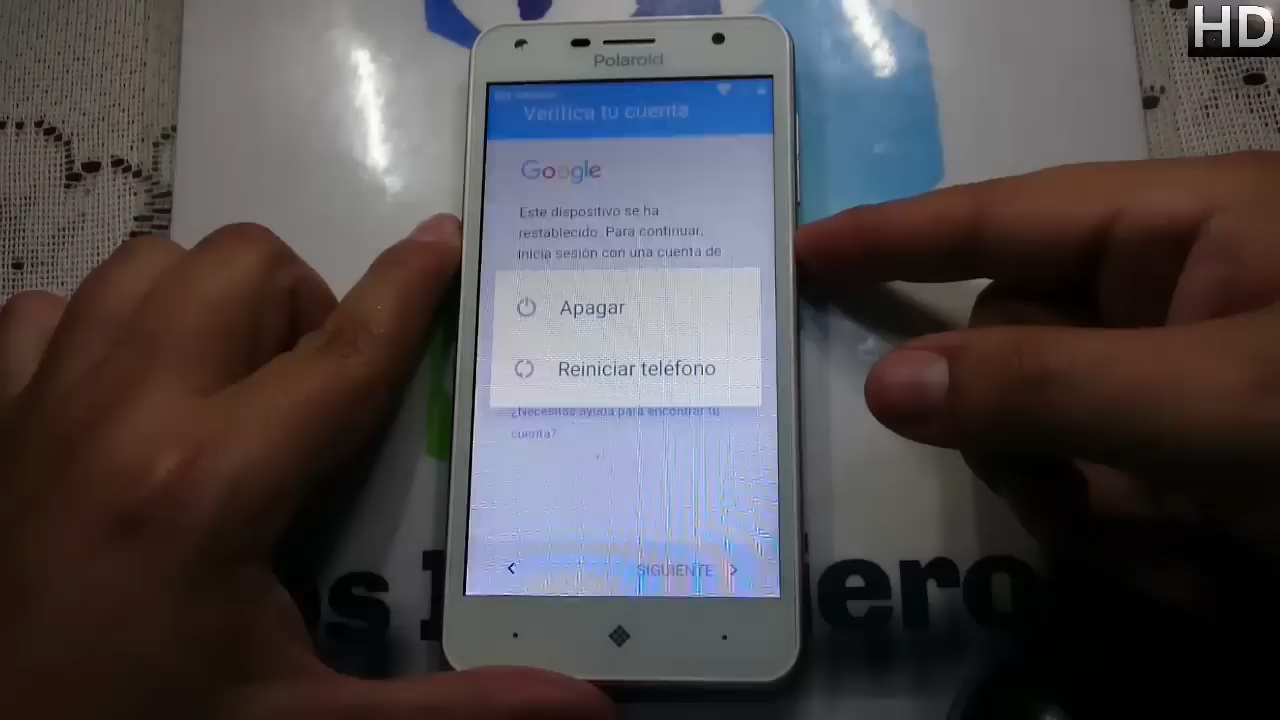 HD
Polaroid
Verifica tu cuenta
Google
Este dispositivo se ha
restablecido. Para continuar,
inicia sesión con una cuenta de
Apagar
Reiniciar teléfono
¿Necesitas ayuda para encontrar tu
cuenta?
SIGUIENTE